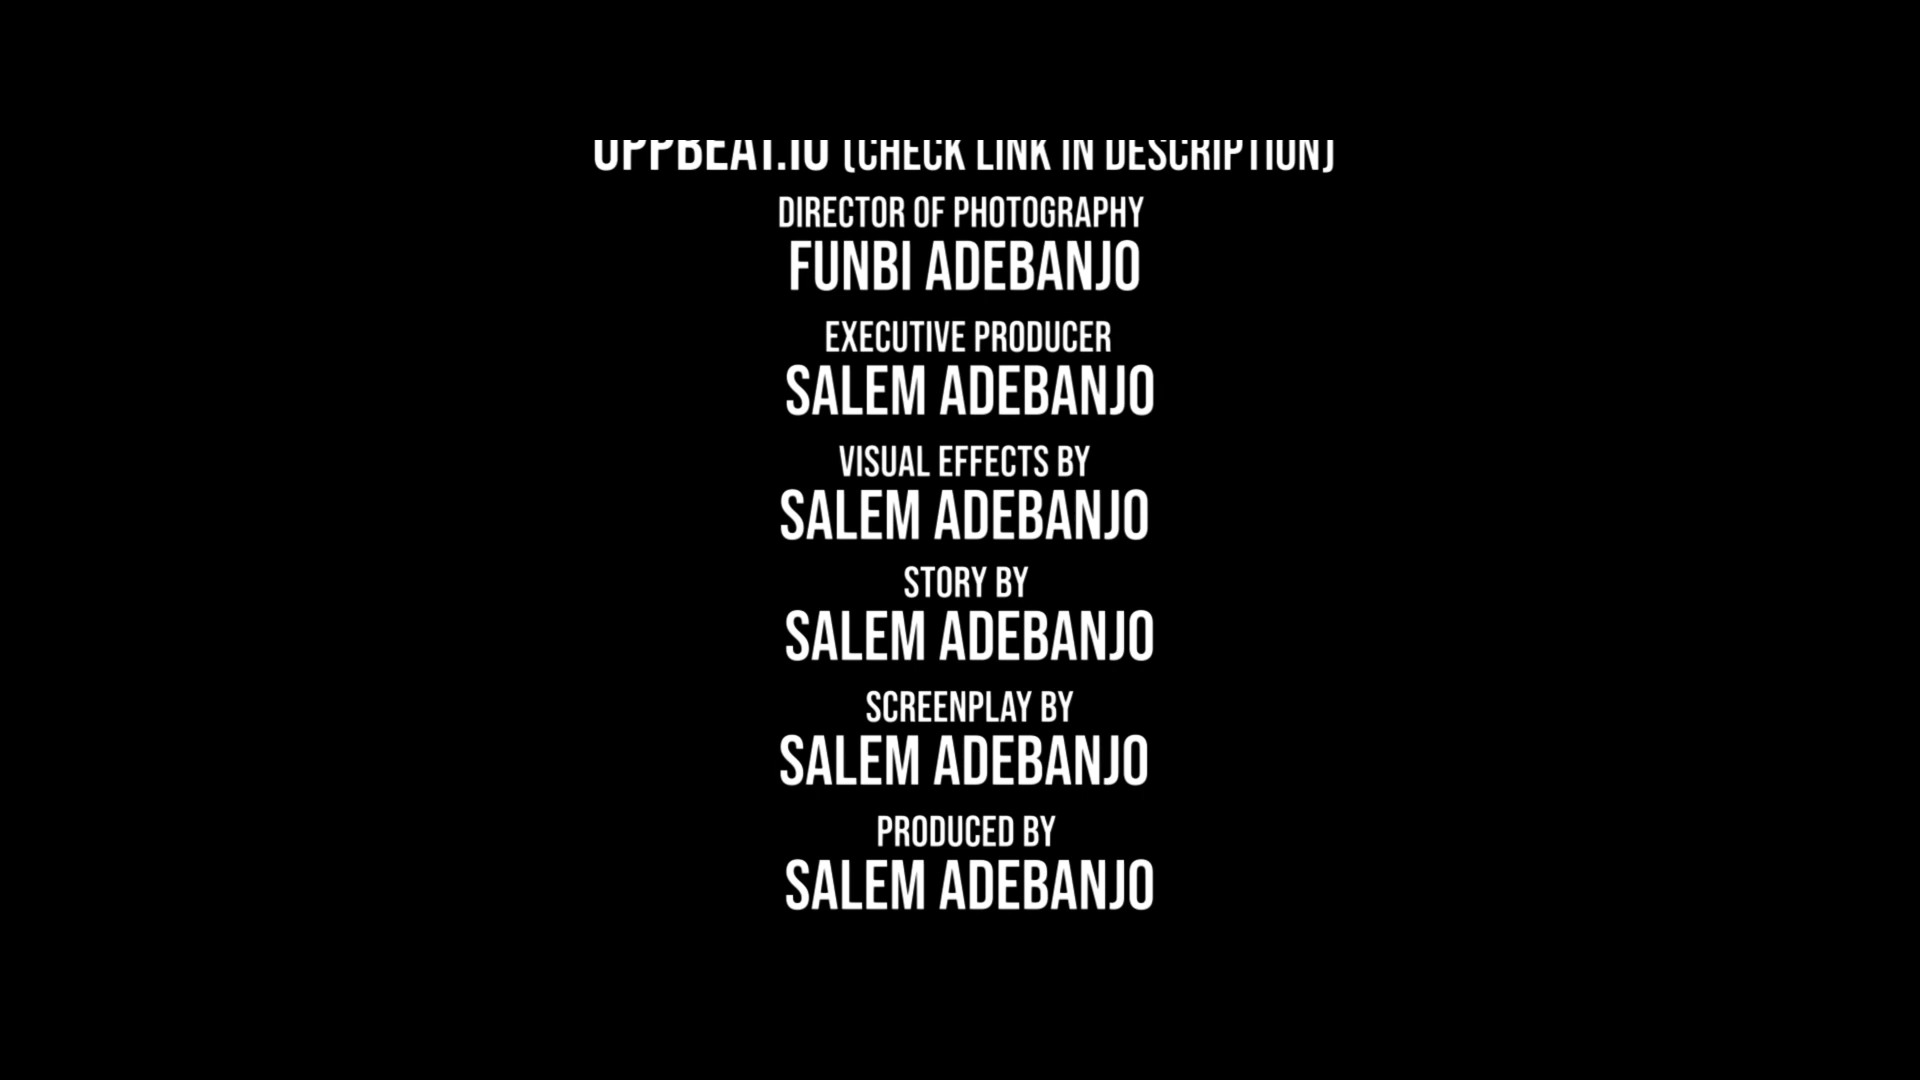 UPPBEAT.IO (CHECK LINK IN DESCRIPTION)
DIRECTOR OF PHOTOGRAPHY
FUNBI ADEBANJO
EXECUTIVE PRODUCER
SALEM ADEBANJO
VISUAL EFFECTS BY
SALEM ADEBANJO
STORY BY
SALEM ADEBANJO
SCREENPLAY BY
SALEM ADEBANJO
PRODUCED BY
SALEM ADEBANJO